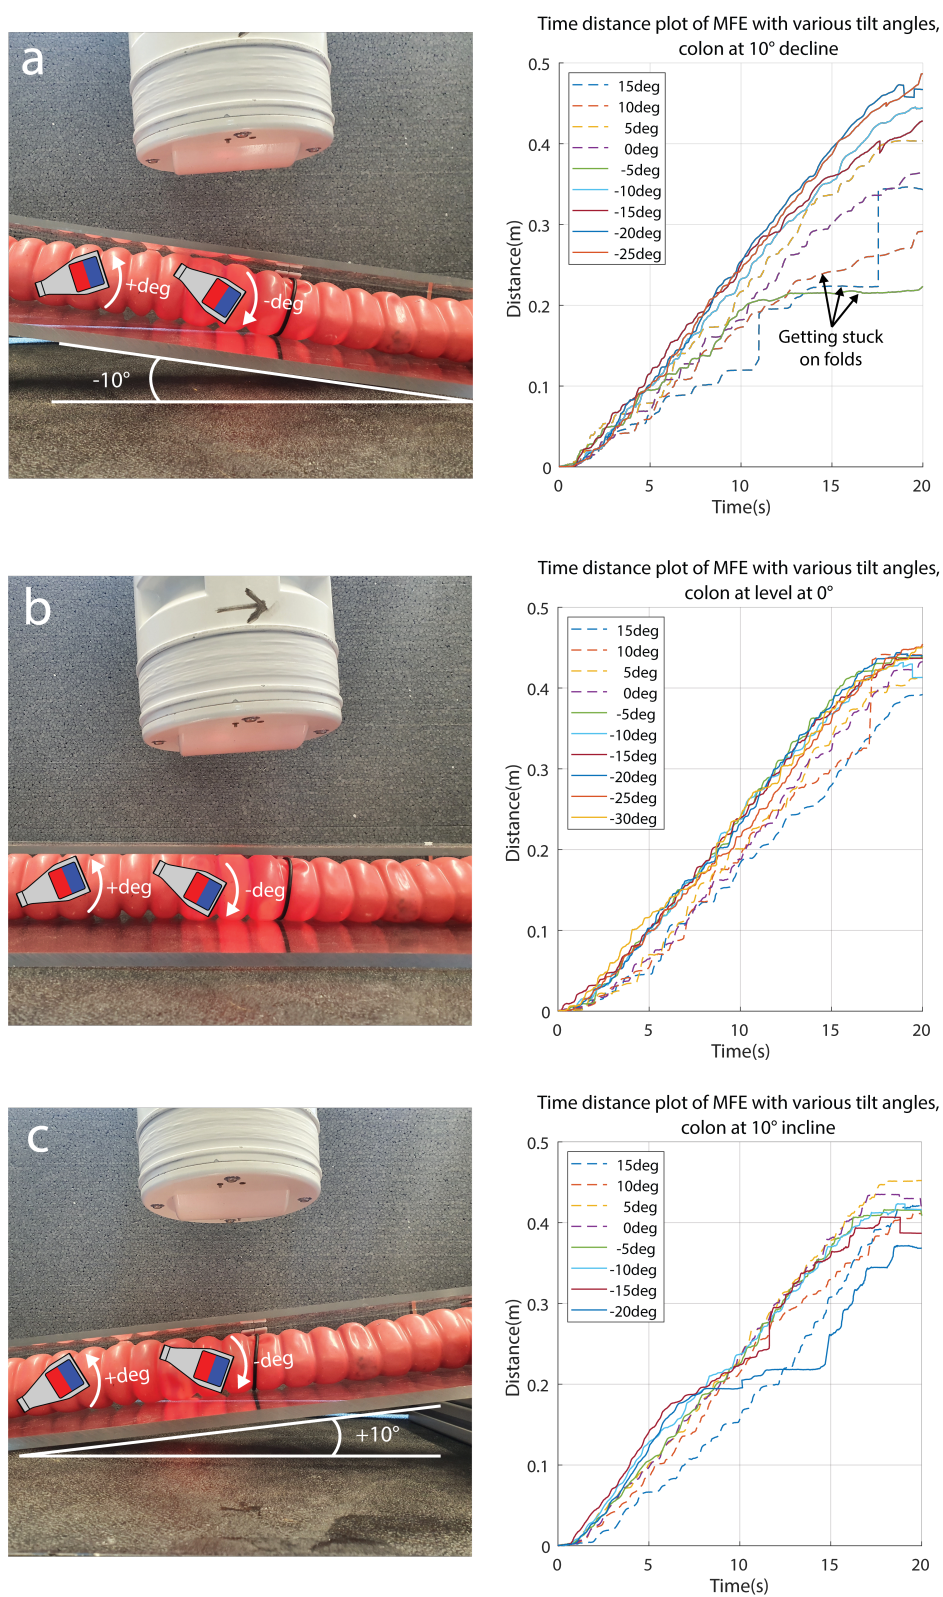 a
+deg
-deg
-10°
Time distance plot of MFE with various tilt angles,
colon at 10° decline
0.5
0.4
0.3
0.2
0.1
0
Distance(m)
15deg
10deg
5deg
0deg
-5deg
-10deg
-15deg
-20deg
-25deg
Getting stuck
on folds
0 5 10 15 20
Time(s)
b
+deg
-deg
Time distance plot of MFE with various tilt angles,
colon at level at 0°
0.5
0.4
0.3
0.2
0.1
0
Distance(m)
15deg
10deg
5deg
0deg
-5deg
-10deg
-15deg
-20deg
-25deg
-30deg
0 5 10 15 20
Time(s)
c
+deg
-deg
+10°
Time distance plot of MFE with various tilt angles,
colon at 10° incline
0.5
0.4
0.3
0.2
0.1
0
Distance(m)
15deg
10deg
5deg
0deg
-5deg
-10deg
-15deg
-20deg
0 5 10 15 20
Time(s)